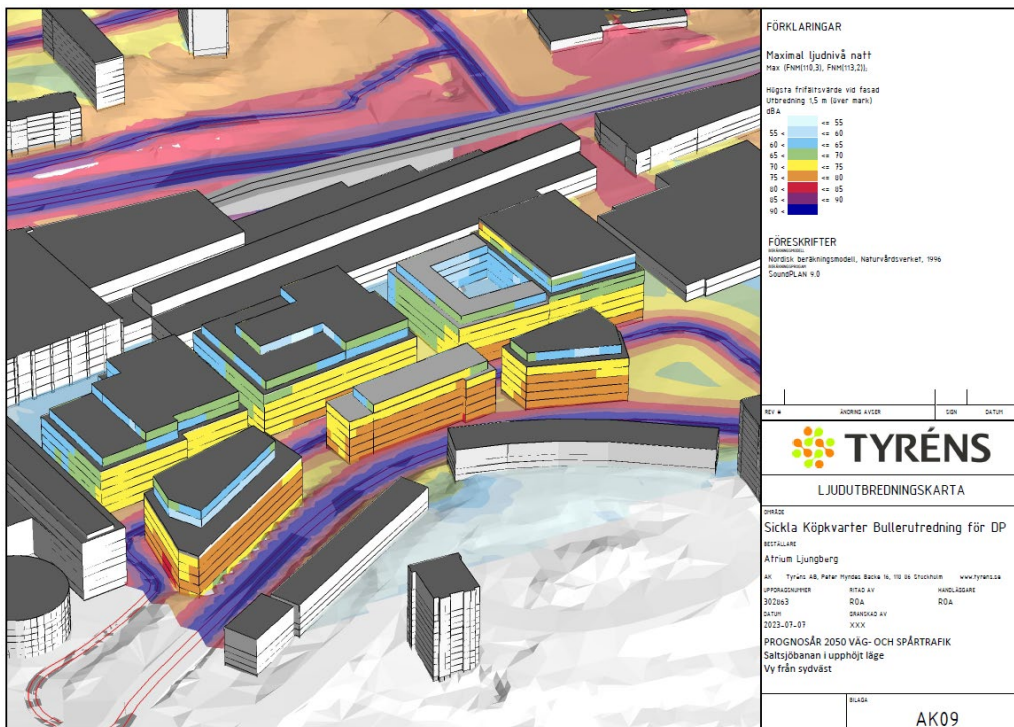 FÖRKLARINGAR
Maximal ljudnivå natt
Max (FNM(110,3), FNM(113,2));
Högsta frifältsvärde vid fasad
Utbredning 1,5 m (över mark)
dBA
<= 55
55 < <= 60
60 < <= 65
65 < <= 70
70 < <= 75
75 < <= 80
80 < <= 85
85 < <= 90
90 <
FÖRESKRIFTER
BERÄKNINGSMODELL
Nordisk beräkningsmodell, Naturvårdsverket, 1996
BERÄKNINGSPROGRAM
SoundPLAN 9.0
REV # ÄNDRING AVSER SIGN DATUM
TYRÉNS
LJUDUTBREDNINGSKARTA
OMRÅDE
Sickla Köpkvarter Bullerutredning för DP
BESTÄLLARE
Atrium Ljungberg
AK Tyréns AB, Peter Myndes Backe 16, 118 86 Stockholm www.tyrens.se
UPPDRAGSNUMMER RITAD AV HANDLÄGGARE
302863 ROA ROA
DATUM GRANSKAD AV
2023-07-07 XXX
PROGNOSÅR 2050 VÄG- OCH SPÅRTRAFIK
Saltsjöbanan i upphöjt läge
Vy från sydväst
BILAGA
AK09